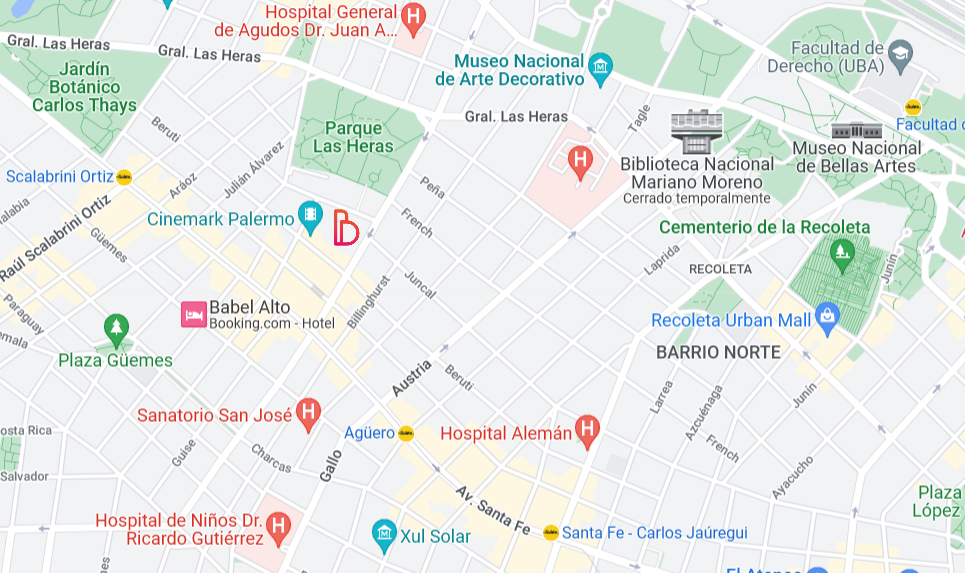 Hospital General
de Agudos Dr. Juan A...
Gral. Las Heras
Gral. Las Heras
Jardín
Botánico
Carlos Thays
Museo Nacional
de Arte Decorativo
Facultad de
Derecho (UBA)
Gral. Las Heras
Tagle
Facultad d
Beruti
Parque
Las Heras
Museo Nacional
de Bellas Artes
Biblioteca Nacional
Mariano Moreno
Cerrado temporalmente
Julián Álvarez
Scalabrini Ortiz
Aráoz
Peña
alabia
Raúl Scalabrini Ortiz
Cinemark Palermo
French
Cementerio de la Recoleta
Güemes
Laprida
RECOLETA
Junín
Juncal
Billinghurst
Paraguay
Babel Alto
Booking.com - Hotel
Recoleta Urban Mall
emala
Plaza Güemes
BARRIO NORTE
Austria
Beruti
Larrea
Azcuénaga
Junín
Sanatorio San José
osta Rica
Agüero
Hospital Alemán
Guise
Charcas
Gallo
French
Salvador
Ayacucho
Av. Santa Fe
Plaza
López
Hospital de Niños Dr.
Ricardo Gutiérrez
Xul Solar
Santa Fe - Carlos Jaúregui
El Ateneo